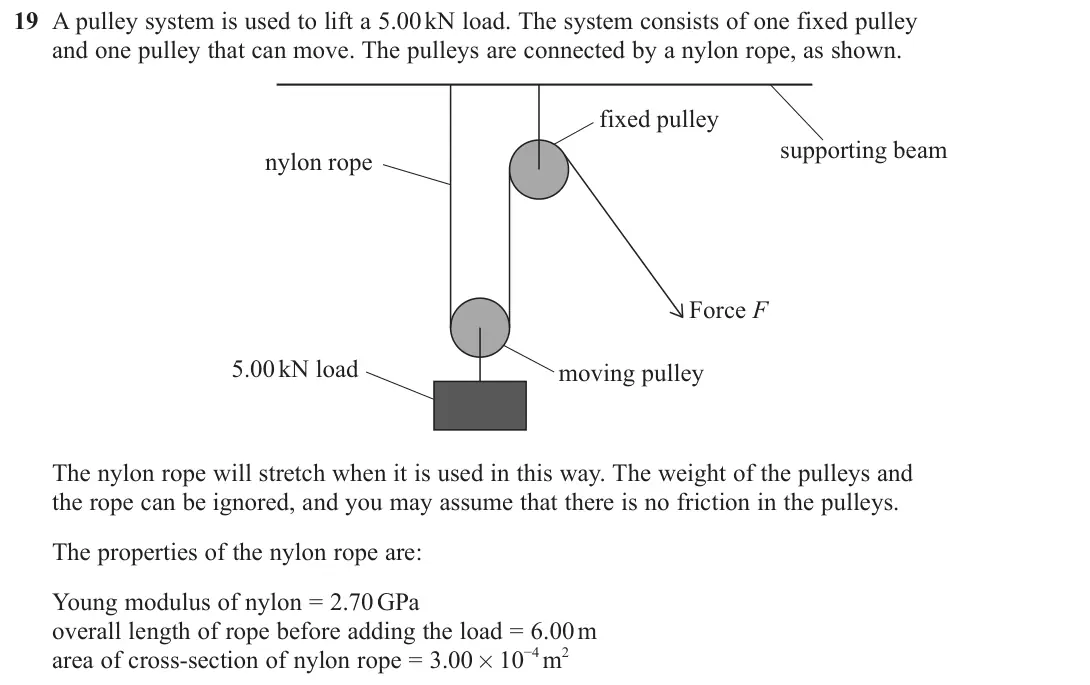 19 A pulley system is used to lift a 5.00 kN load. The system consists of one fixed pulley
and one pulley that can move. The pulleys are connected by a nylon rope, as shown.
fixed pulley
supporting beam
nylon rope
Force F
5.00 kN load
moving pulley
The nylon rope will stretch when it is used in this way. The weight of the pulleys and
the rope can be ignored, and you may assume that there is no friction in the pulleys.
The properties of the nylon rope are:
Young modulus of nylon = 2.70 GPa
overall length of rope before adding the load = 6.00 m
area of cross-section of nylon rope = 3.00 × 10⁻⁴ m²